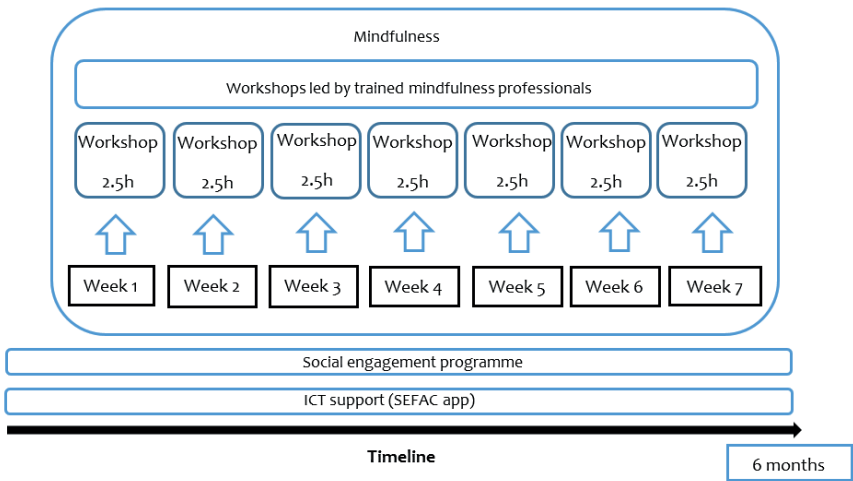 Mindfulness
Workshops led by trained mindfulness professionals
Workshop
2.5h
Workshop
2.5h
Workshop
2.5h
Workshop
2.5h
Workshop
2.5h
Workshop
2.5h
Workshop
2.5h
Week 1
Week 2
Week 3
Week 4
Week 5
Week 6
Week 7
Social engagement programme
ICT support (SEFAC app)
Timeline
6 months